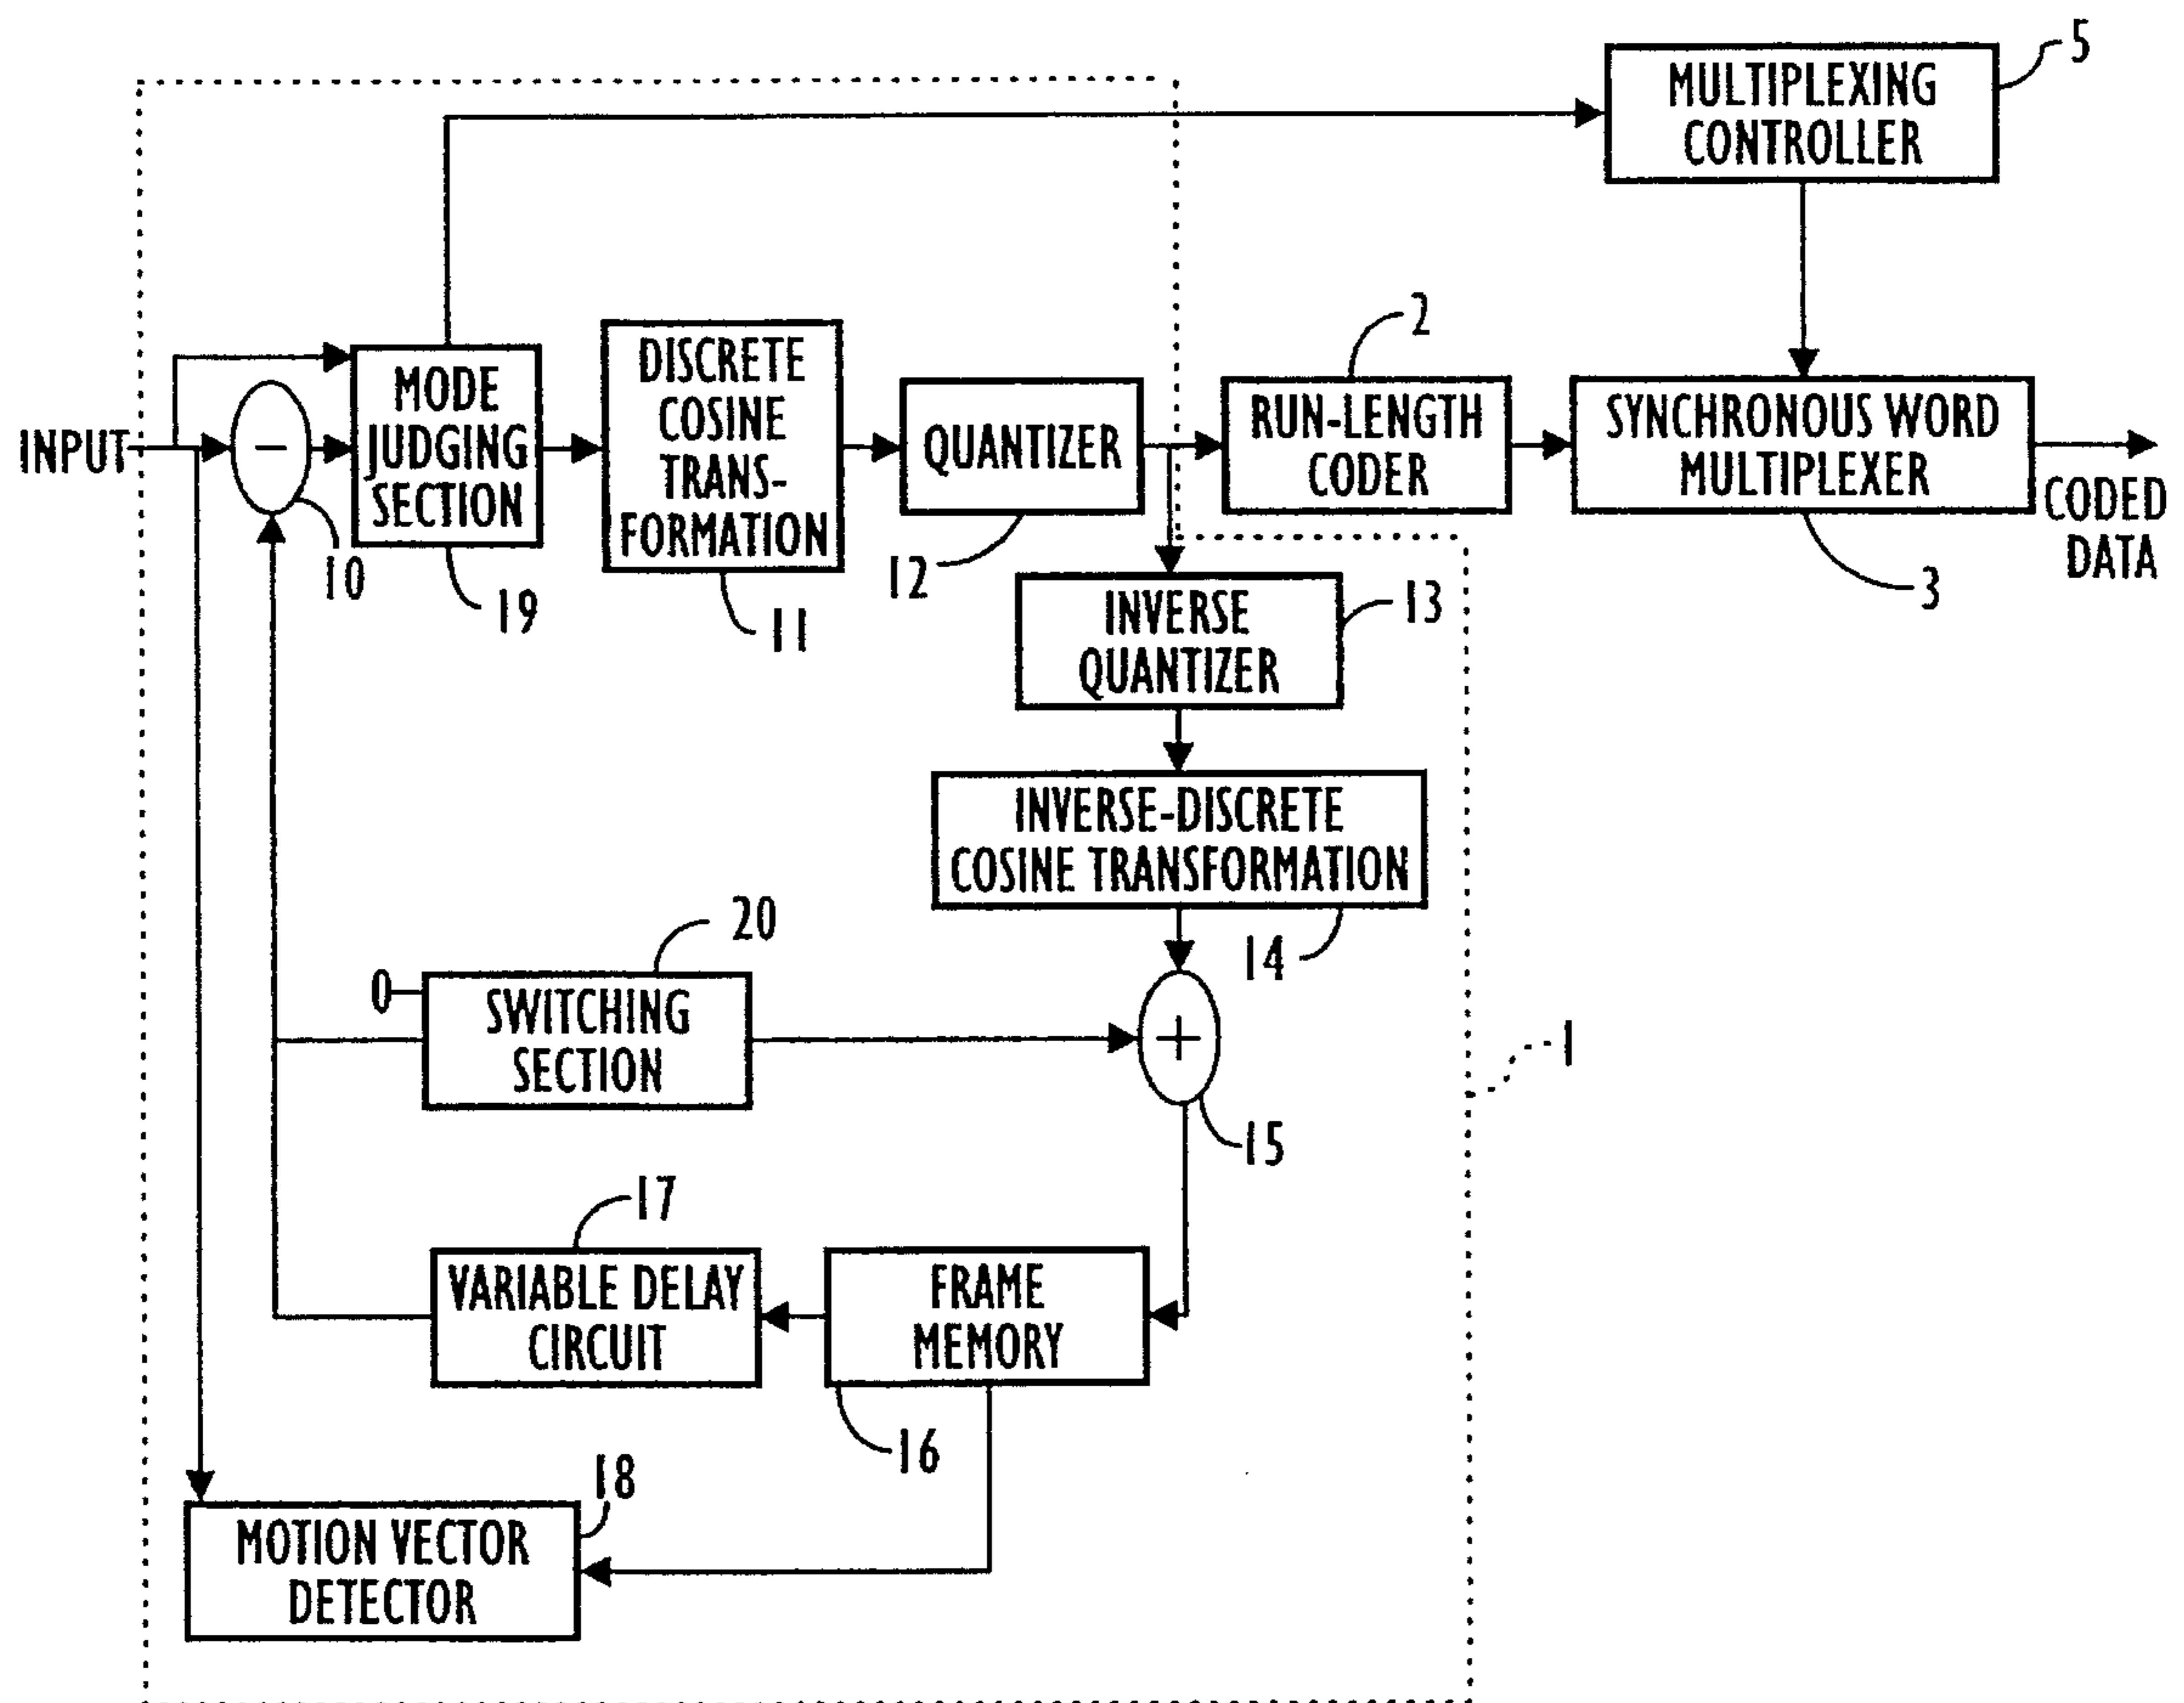 5
MULTIPLEXING
CONTROLLER
2
DISCRETE
COSINE
TRANS-
FORMATION
MODE
JUDGING
SECTION
INPUT
−
QUANTIZER
RUN-LENGTH
CODER
SYNCHRONOUS WORD
MULTIPLEXER
CODED
DATA
10
19
11
12
3
13
INVERSE
QUANTIZER
INVERSE-DISCRETE
COSINE TRANSFORMATION
14
20
0
SWITCHING
SECTION
+
1
15
17
VARIABLE DELAY
CIRCUIT
FRAME
MEMORY
16
18
MOTION VECTOR
DETECTOR